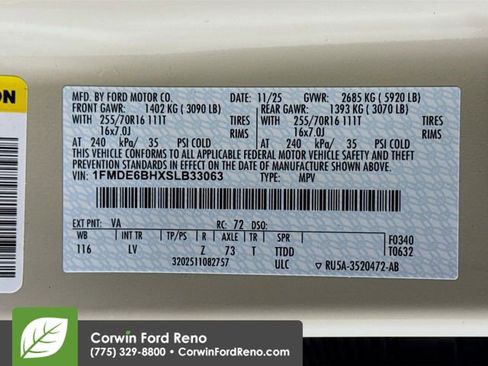 ON
MFD. BY FORD MOTOR CO. 11/25 GVWR: 2685 KG ( 5920 LB)
FRONT GAWR: 1402 KG ( 3090 LB) REAR GAWR: 1393 KG ( 3070 LB)
WITH 255/70R16 111T TIRES WITH 255/70R16 111T TIRES
16x7.0J RIMS 16x7.0J RIMS
AT 240 kPa/ 35 PSI COLD AT 240 kPa/ 35 PSI COLD
THIS VEHICLE CONFORMS TO ALL APPLICABLE FEDERAL MOTOR VEHICLE SAFETY AND THEFT PREVENTION STANDARDS IN EFFECT ON THE DATE OF MANUFACTURE SHOWN ABOVE.
VIN: 1FMDE6BHXSLB33063 TYPE: MPV
EXT PNT: VA RC: 72 DSO:
WB INT TR TP/PS R AXLE TR SPR F0340
116 LV Z 73 T TTDD T0632
3202511082757 ULC RU5A-3520472-AB
Corwin Ford Reno
(775) 329-8800 • CorwinFordReno.com